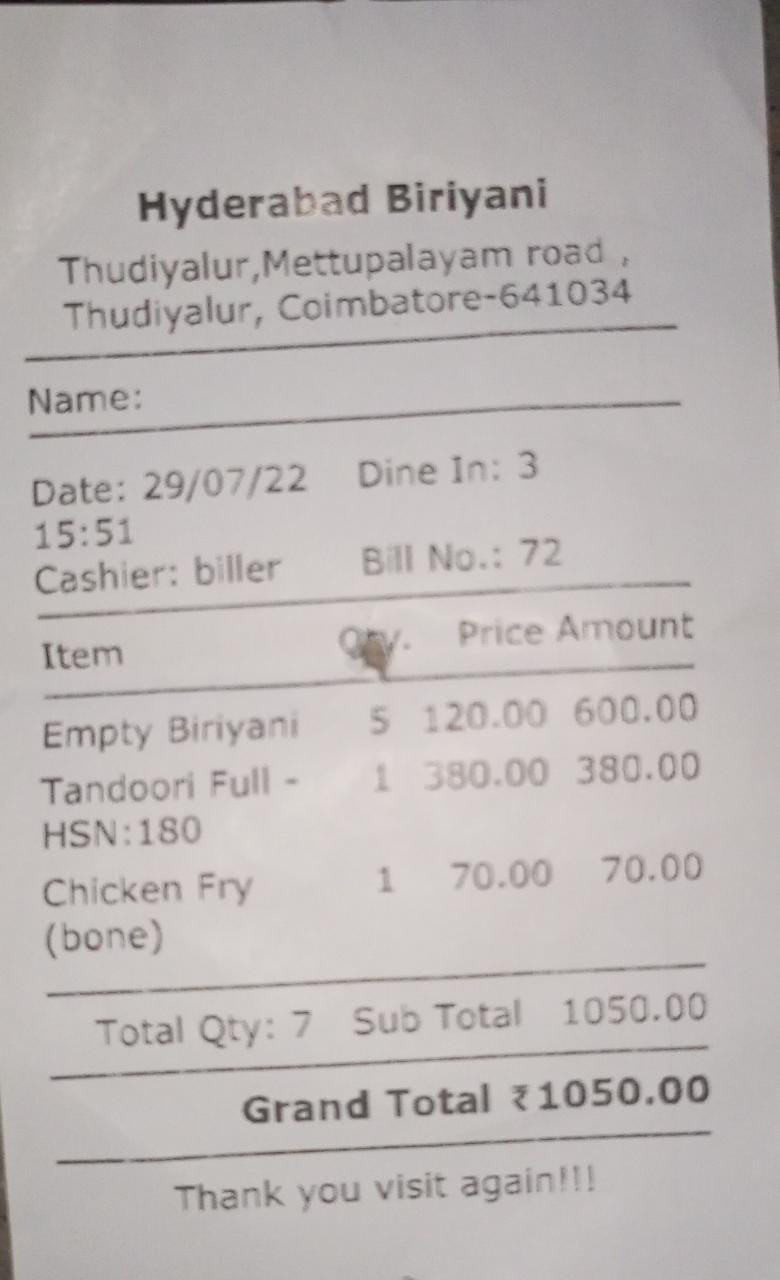 Hyderabad Biriyani
Thudiyalur,Mettupalayam road ,
Thudiyalur, Coimbatore-641034
Name:
Date: 29/07/22 Dine In: 3
15:51
Cashier: biller Bill No.: 72
Item Qty. Price Amount
Empty Biriyani 5 120.00 600.00
Tandoori Full - 1 380.00 380.00
HSN:180
Chicken Fry 1 70.00 70.00
(bone)
Total Qty: 7 Sub Total 1050.00
Grand Total ₹1050.00
Thank you visit again!!!